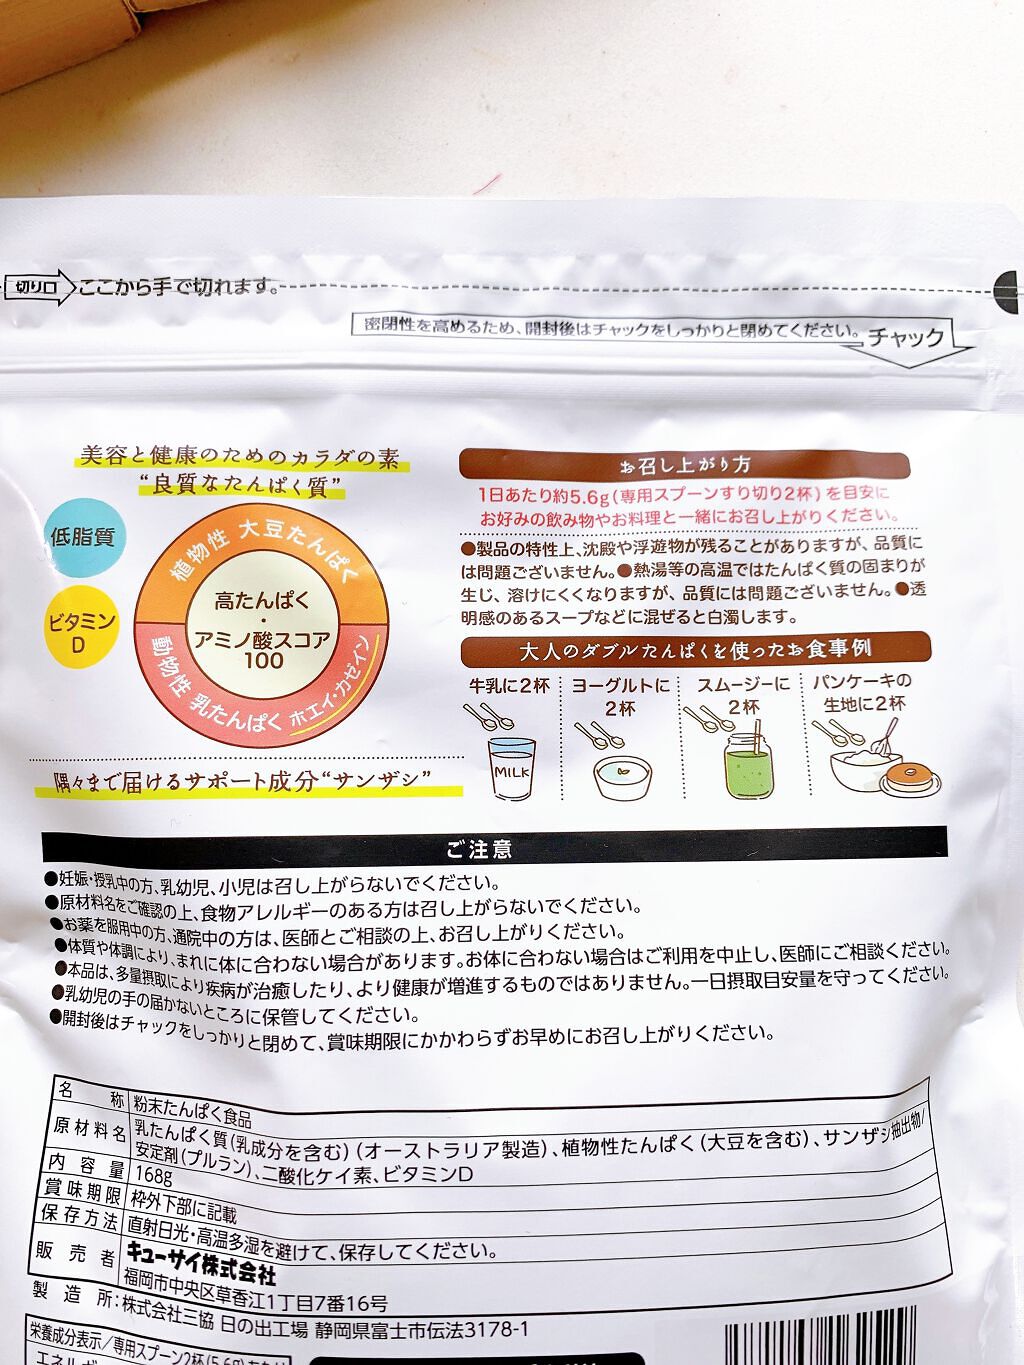 切り口 ここから手で切れます。
密閉性を高めるため、開封後はチャックをしっかりと閉めてください。 チャック
美容と健康のためのカラダの素
“良質なたんぱく質”
低脂質
ビタミン
D
植物性 大豆たんぱく
高たんぱく
・
アミノ酸スコア
100
動物性 乳たんぱく ホエイ・カゼイン
隅々まで届けるサポート成分“サンザシ”
お召し上がり方
1日あたり約5.6g(専用スプーンすり切り2杯)を目安に
お好みの飲み物やお料理と一緒にお召し上がりください。
●製品の特性上、沈殿や浮遊物が残ることがありますが、品質に
は問題ございません。●熱湯等の高温ではたんぱく質の固まりが
生じ、溶けにくくなりますが、品質には問題ございません。●透
明感のあるスープなどに混ぜると白濁します。
大人のダブルたんぱくを使ったお食事例
牛乳に2杯
MILK
ヨーグルトに
2杯
スムージーに
2杯
パンケーキの
生地に2杯
ご注意
●妊娠・授乳中の方、乳幼児、小児は召し上がらないでください。
●原材料名をご確認の上、食物アレルギーのある方は召し上がらないでください。
●お薬を服用中の方、通院中の方は、医師とご相談の上、お召し上がりください。
●体質や体調により、まれに体に合わない場合があります。お体に合わない場合はご利用を中止し、医師にご相談ください。
●本品は、多量摂取により疾病が治癒したり、より健康が増進するものではありません。一日摂取目安量を守ってください。
●乳幼児の手の届かないところに保管してください。
●開封後はチャックをしっかりと閉めて、賞味期限にかかわらずお早めにお召し上がりください。
名称 粉末たんぱく食品
原材料名 乳たんぱく質(乳成分を含む)(オーストラリア製造)、植物性たんぱく(大豆を含む)、サンザシ抽出物/
安定剤(プルラン)、二酸化ケイ素、ビタミンD
内容量 168g
賞味期限 枠外下部に記載
保存方法 直射日光・高温多湿を避けて、保存してください。
販売者 キューサイ株式会社
福岡市中央区草香江1丁目7番16号
製造所:株式会社三協 日の出工場 静岡県富士市伝法3178-1
栄養成分表示/専用スプーン2杯(5.6g)あたり